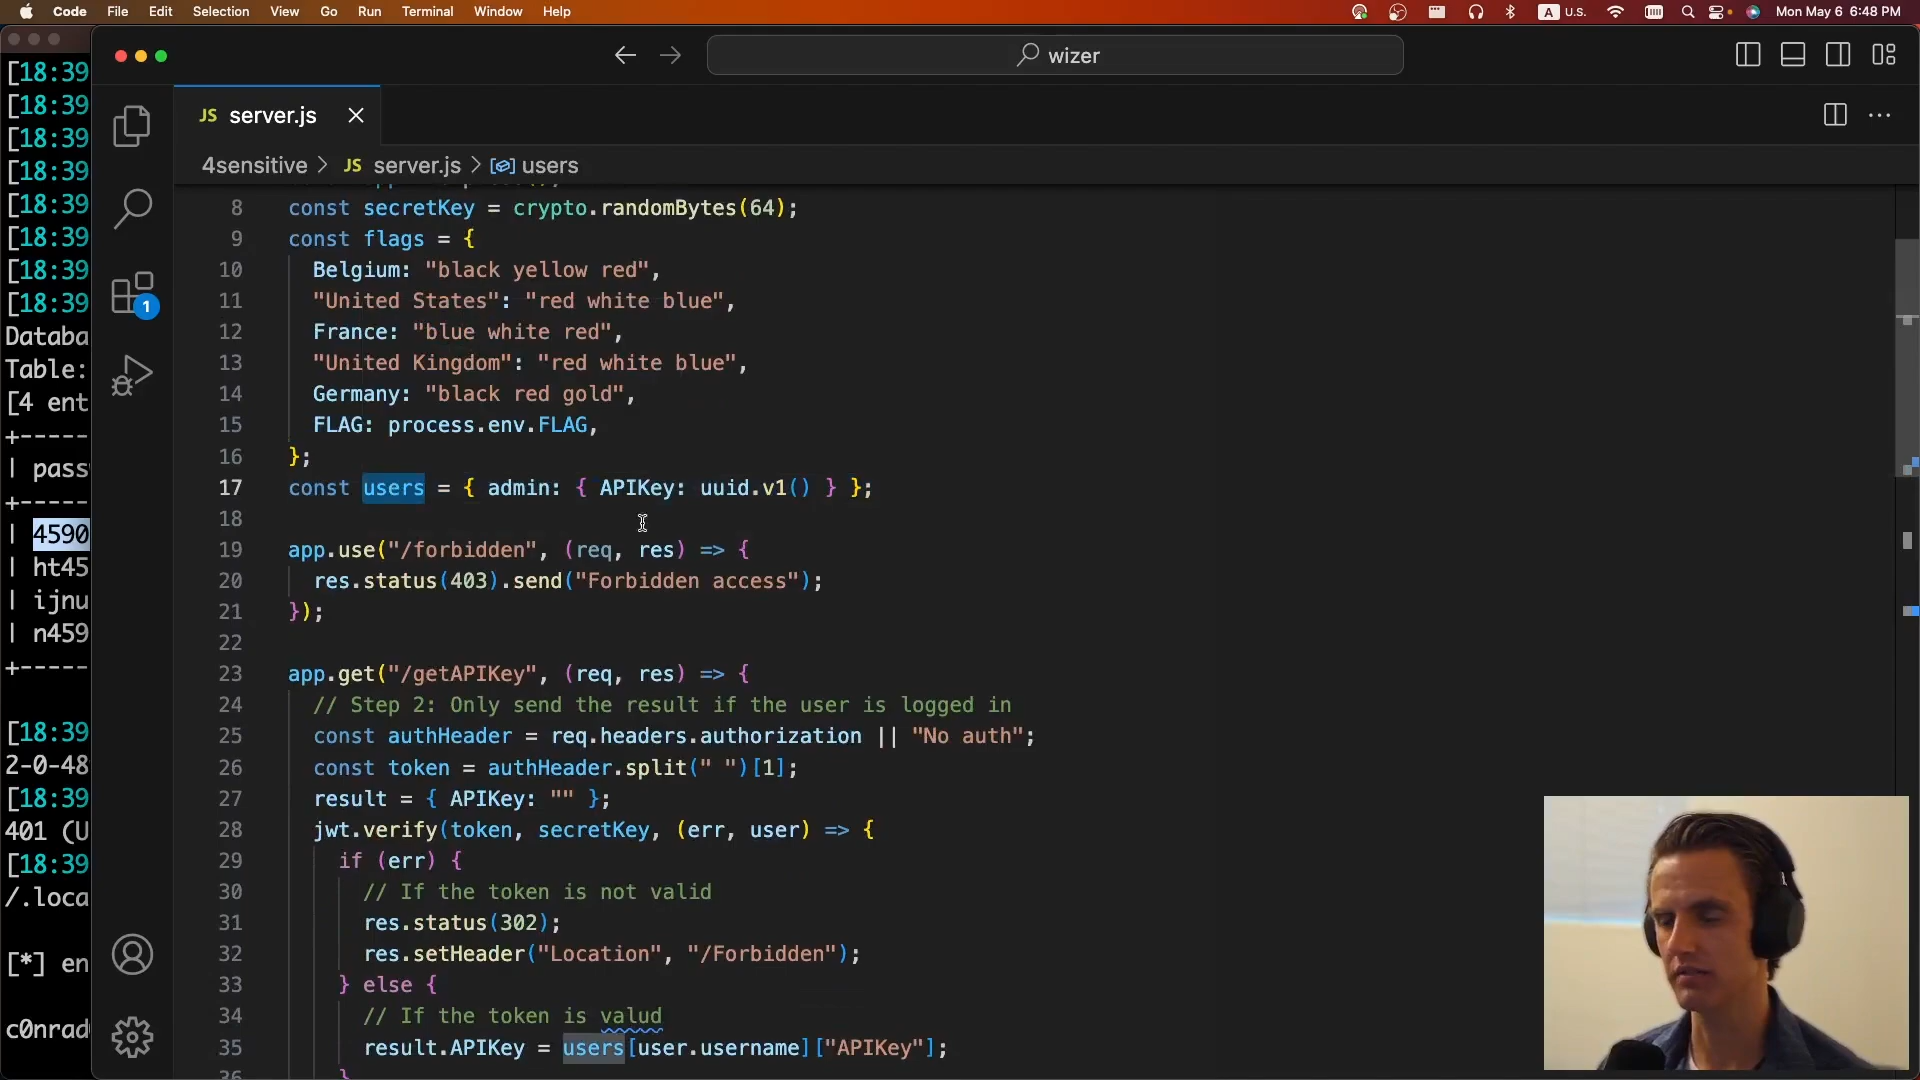 Code File Edit Selection View Go Run Terminal Window Help A U.S. Mon May 6 6:48 PM
wizer
JS server.js
4sensitive > JS server.js > users
8 const secretKey = crypto.randomBytes(64);
9 const flags = {
10 Belgium: "black yellow red",
11 "United States": "red white blue",
12 France: "blue white red",
13 "United Kingdom": "red white blue",
14 Germany: "black red gold",
15 FLAG: process.env.FLAG,
16 };
17 const users = { admin: { APIKey: uuid.v1() } };
18
19 app.use("/forbidden", (req, res) => {
20 res.status(403).send("Forbidden access");
21 });
22
23 app.get("/getAPIKey", (req, res) => {
24 // Step 2: Only send the result if the user is logged in
25 const authHeader = req.headers.authorization || "No auth";
26 const token = authHeader.split(" ")[1];
27 result = { APIKey: "" };
28 jwt.verify(token, secretKey, (err, user) => {
29 if (err) {
30 // If the token is not valid
31 res.status(302);
32 res.setHeader("Location", "/Forbidden");
33 } else {
34 // If the token is valud
35 result.APIKey = users[user.username]["APIKey"];
1
[18:39
[18:39
[18:39
[18:39
[18:39
[18:39
[18:39
[18:39
Databa
Table:
[4 ent
+-----
| pass
+-----
| 4590
| ht45
| ijnu
| n459
+-----
[18:39
2-0-48
[18:39
401 (U
[18:39
/.loca
[*] en
c0nrad